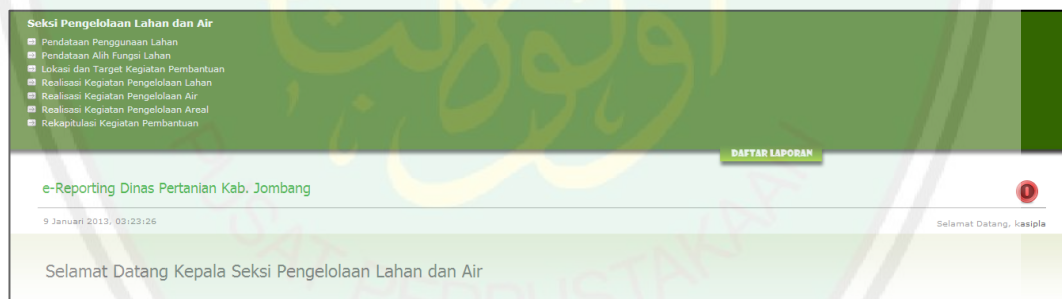 Seksi Pengelolaan Lahan dan Air
Pendataan Penggunaan Lahan
Pendataan Alih Fungsi Lahan
Lokasi dan Target Kegiatan Pembantuan
Realisasi Kegiatan Pengelolaan Lahan
Realisasi Kegiatan Pengelolaan Air
Realisasi Kegiatan Pengelolaan Areal
Rekapitulasi Kegiatan Pembantuan
DAFTAR LAPORAN
e-Reporting Dinas Pertanian Kab. Jombang
9 Januari 2013, 03:23:26
Selamat Datang, kasipla
Selamat Datang Kepala Seksi Pengelolaan Lahan dan Air
PUSAT PERPUSTAKAAN